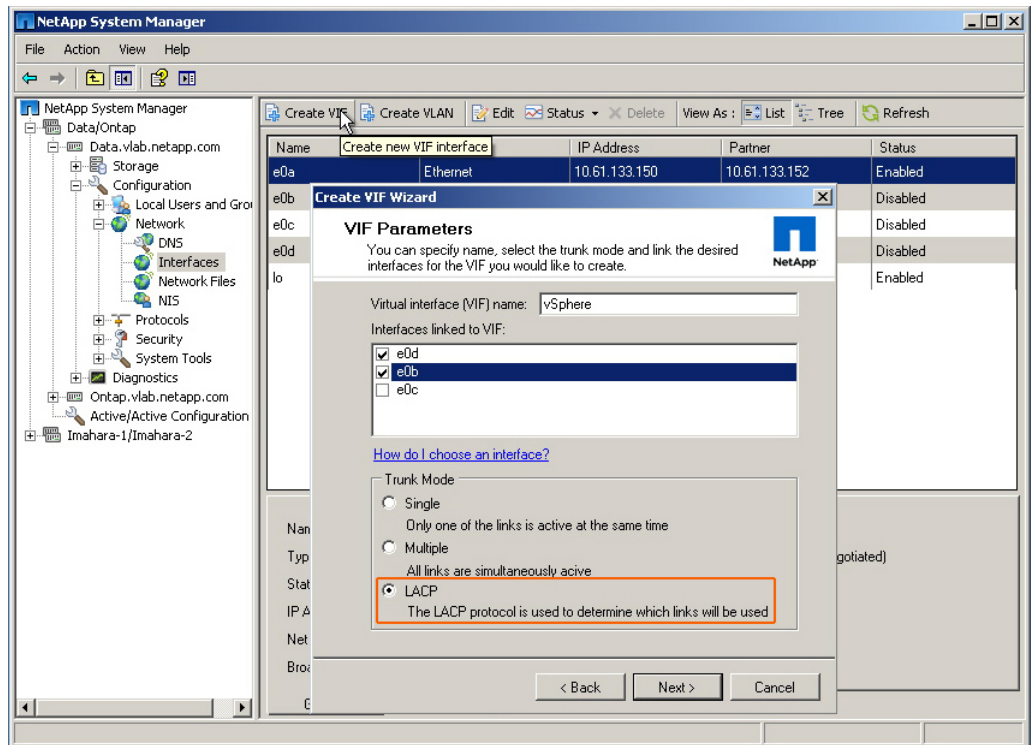 NetApp System Manager
File Action View Help
NetApp System Manager
Data/Ontap
Data.vlab.netapp.com
Storage
Configuration
Local Users and Grou
Network
DNS
Interfaces
Network Files
NIS
Protocols
Security
System Tools
Diagnostics
Ontap.vlab.netapp.com
Active/Active Configuration
Imahara-1/Imahara-2
Create VIF Create VLAN Edit Status Delete View As : List Tree Refresh
Create new VIF interface
Name IP Address Partner Status
e0a Ethernet 10.61.133.150 10.61.133.152 Enabled
e0b Disabled
e0c Disabled
e0d Disabled
lo Enabled
Create VIF Wizard
VIF Parameters
You can specify name, select the trunk mode and link the desired
interfaces for the VIF you would like to create.
NetApp
Virtual interface (VIF) name: vSphere
Interfaces linked to VIF:
e0d
e0b
e0c
How do I choose an interface?
Trunk Mode
Single
Only one of the links is active at the same time
Multiple
All links are simultaneously acive
LACP
The LACP protocol is used to determine which links will be used
< Back Next > Cancel
Nan
Typ gotiated)
Stat
IP A
Net
Broa